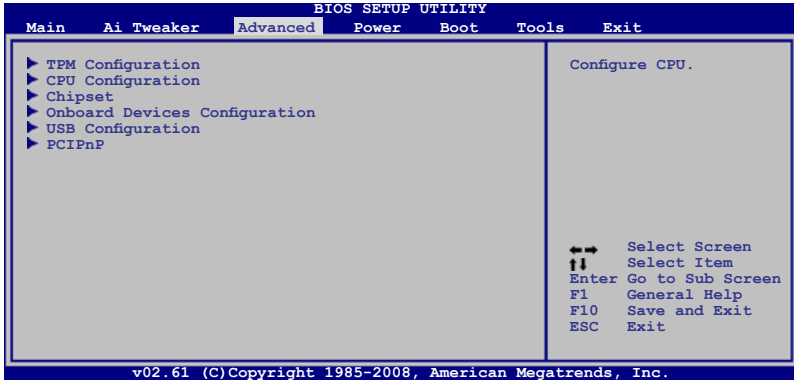 BIOS SETUP UTILITY
Main Ai Tweaker Advanced Power Boot Tools Exit
TPM Configuration
CPU Configuration
Chipset
Onboard Devices Configuration
USB Configuration
PCIPnP
Configure CPU.
←→ Select Screen
↑↓ Select Item
Enter Go to Sub Screen
F1 General Help
F10 Save and Exit
ESC Exit
v02.61 (C)Copyright 1985-2008, American Megatrends, Inc.